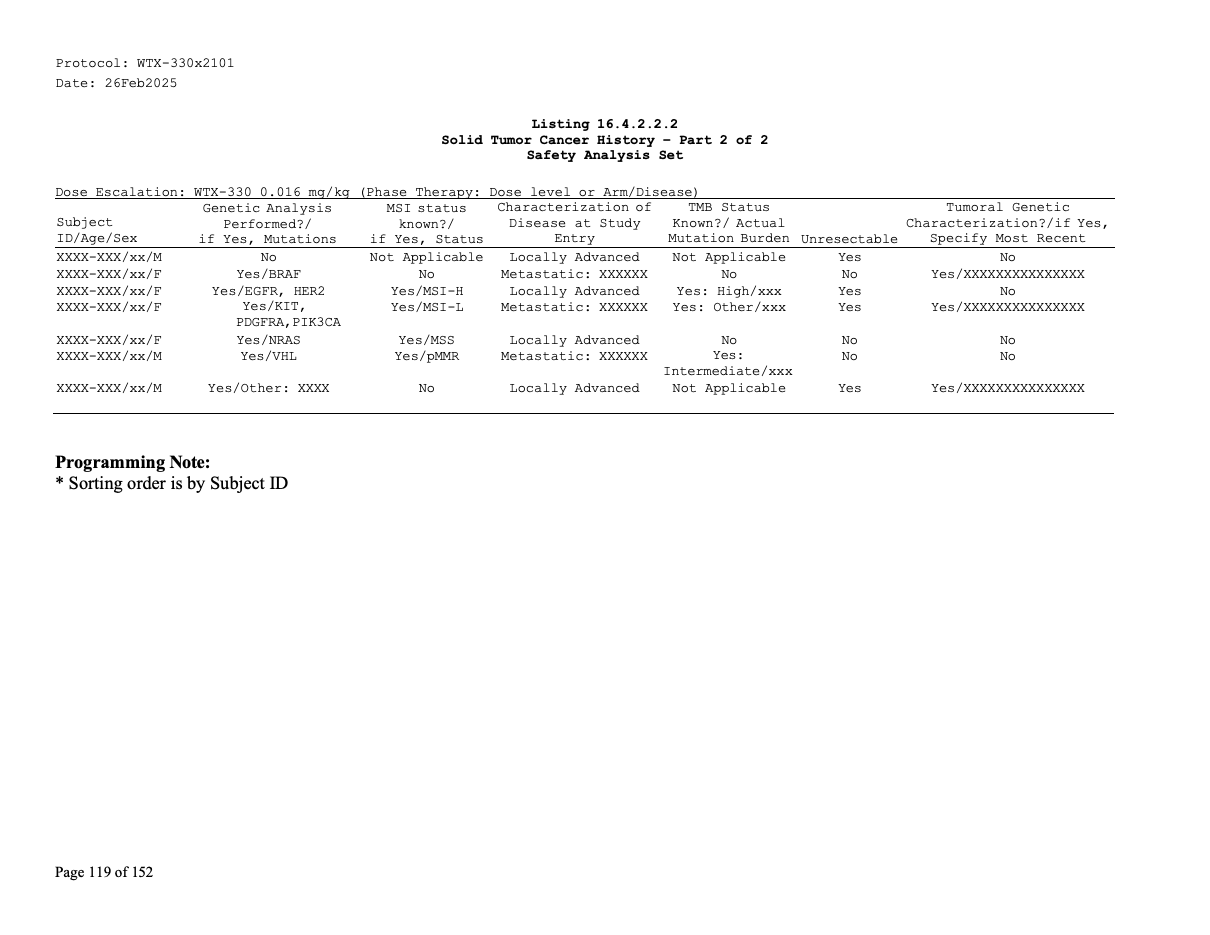 Protocol: WTX-330x2101
Date: 26Feb2025
Listing 16.4.2.2.2
Solid Tumor Cancer History – Part 2 of 2
Safety Analysis Set
Dose Escalation: WTX-330 0.016 mg/kg (Phase Therapy: Dose level or Arm/Disease)
Genetic Analysis MSI status Characterization of TMB Status Tumoral Genetic
Subject Performed?/ known?/ Disease at Study Known?/ Actual Characterization?/if Yes,
ID/Age/Sex if Yes, Mutations if Yes, Status Entry Mutation Burden Unresectable Specify Most Recent
XXXX-XXX/xx/M No Not Applicable Locally Advanced Not Applicable Yes No
XXXX-XXX/xx/F Yes/BRAF No Metastatic: XXXXXX No No Yes/XXXXXXXXXXXXXXX
XXXX-XXX/xx/F Yes/EGFR, HER2 Yes/MSI-H Locally Advanced Yes: High/xxx Yes No
XXXX-XXX/xx/F Yes/KIT, Yes/MSI-L Metastatic: XXXXXX Yes: Other/xxx Yes Yes/XXXXXXXXXXXXXXX
PDGFRA,PIK3CA
XXXX-XXX/xx/F Yes/NRAS Yes/MSS Locally Advanced No No No
XXXX-XXX/xx/M Yes/VHL Yes/pMMR Metastatic: XXXXXX Yes: No No
Intermediate/xxx
XXXX-XXX/xx/M Yes/Other: XXXX No Locally Advanced Not Applicable Yes Yes/XXXXXXXXXXXXXXX
Programming Note:
* Sorting order is by Subject ID
Page 119 of 152